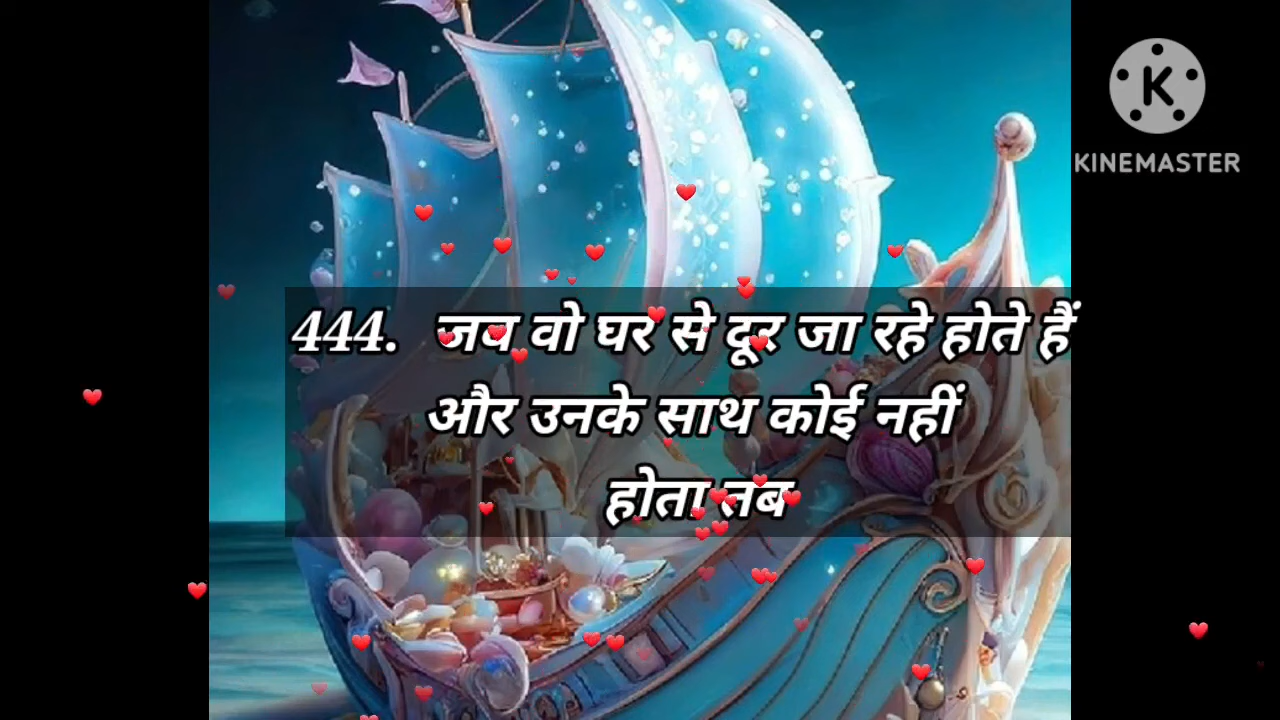 K
KINEMASTER
444. जब वो घर से दूर जा रहे होते हैं
और उनके साथ कोई नहीं
होता तब